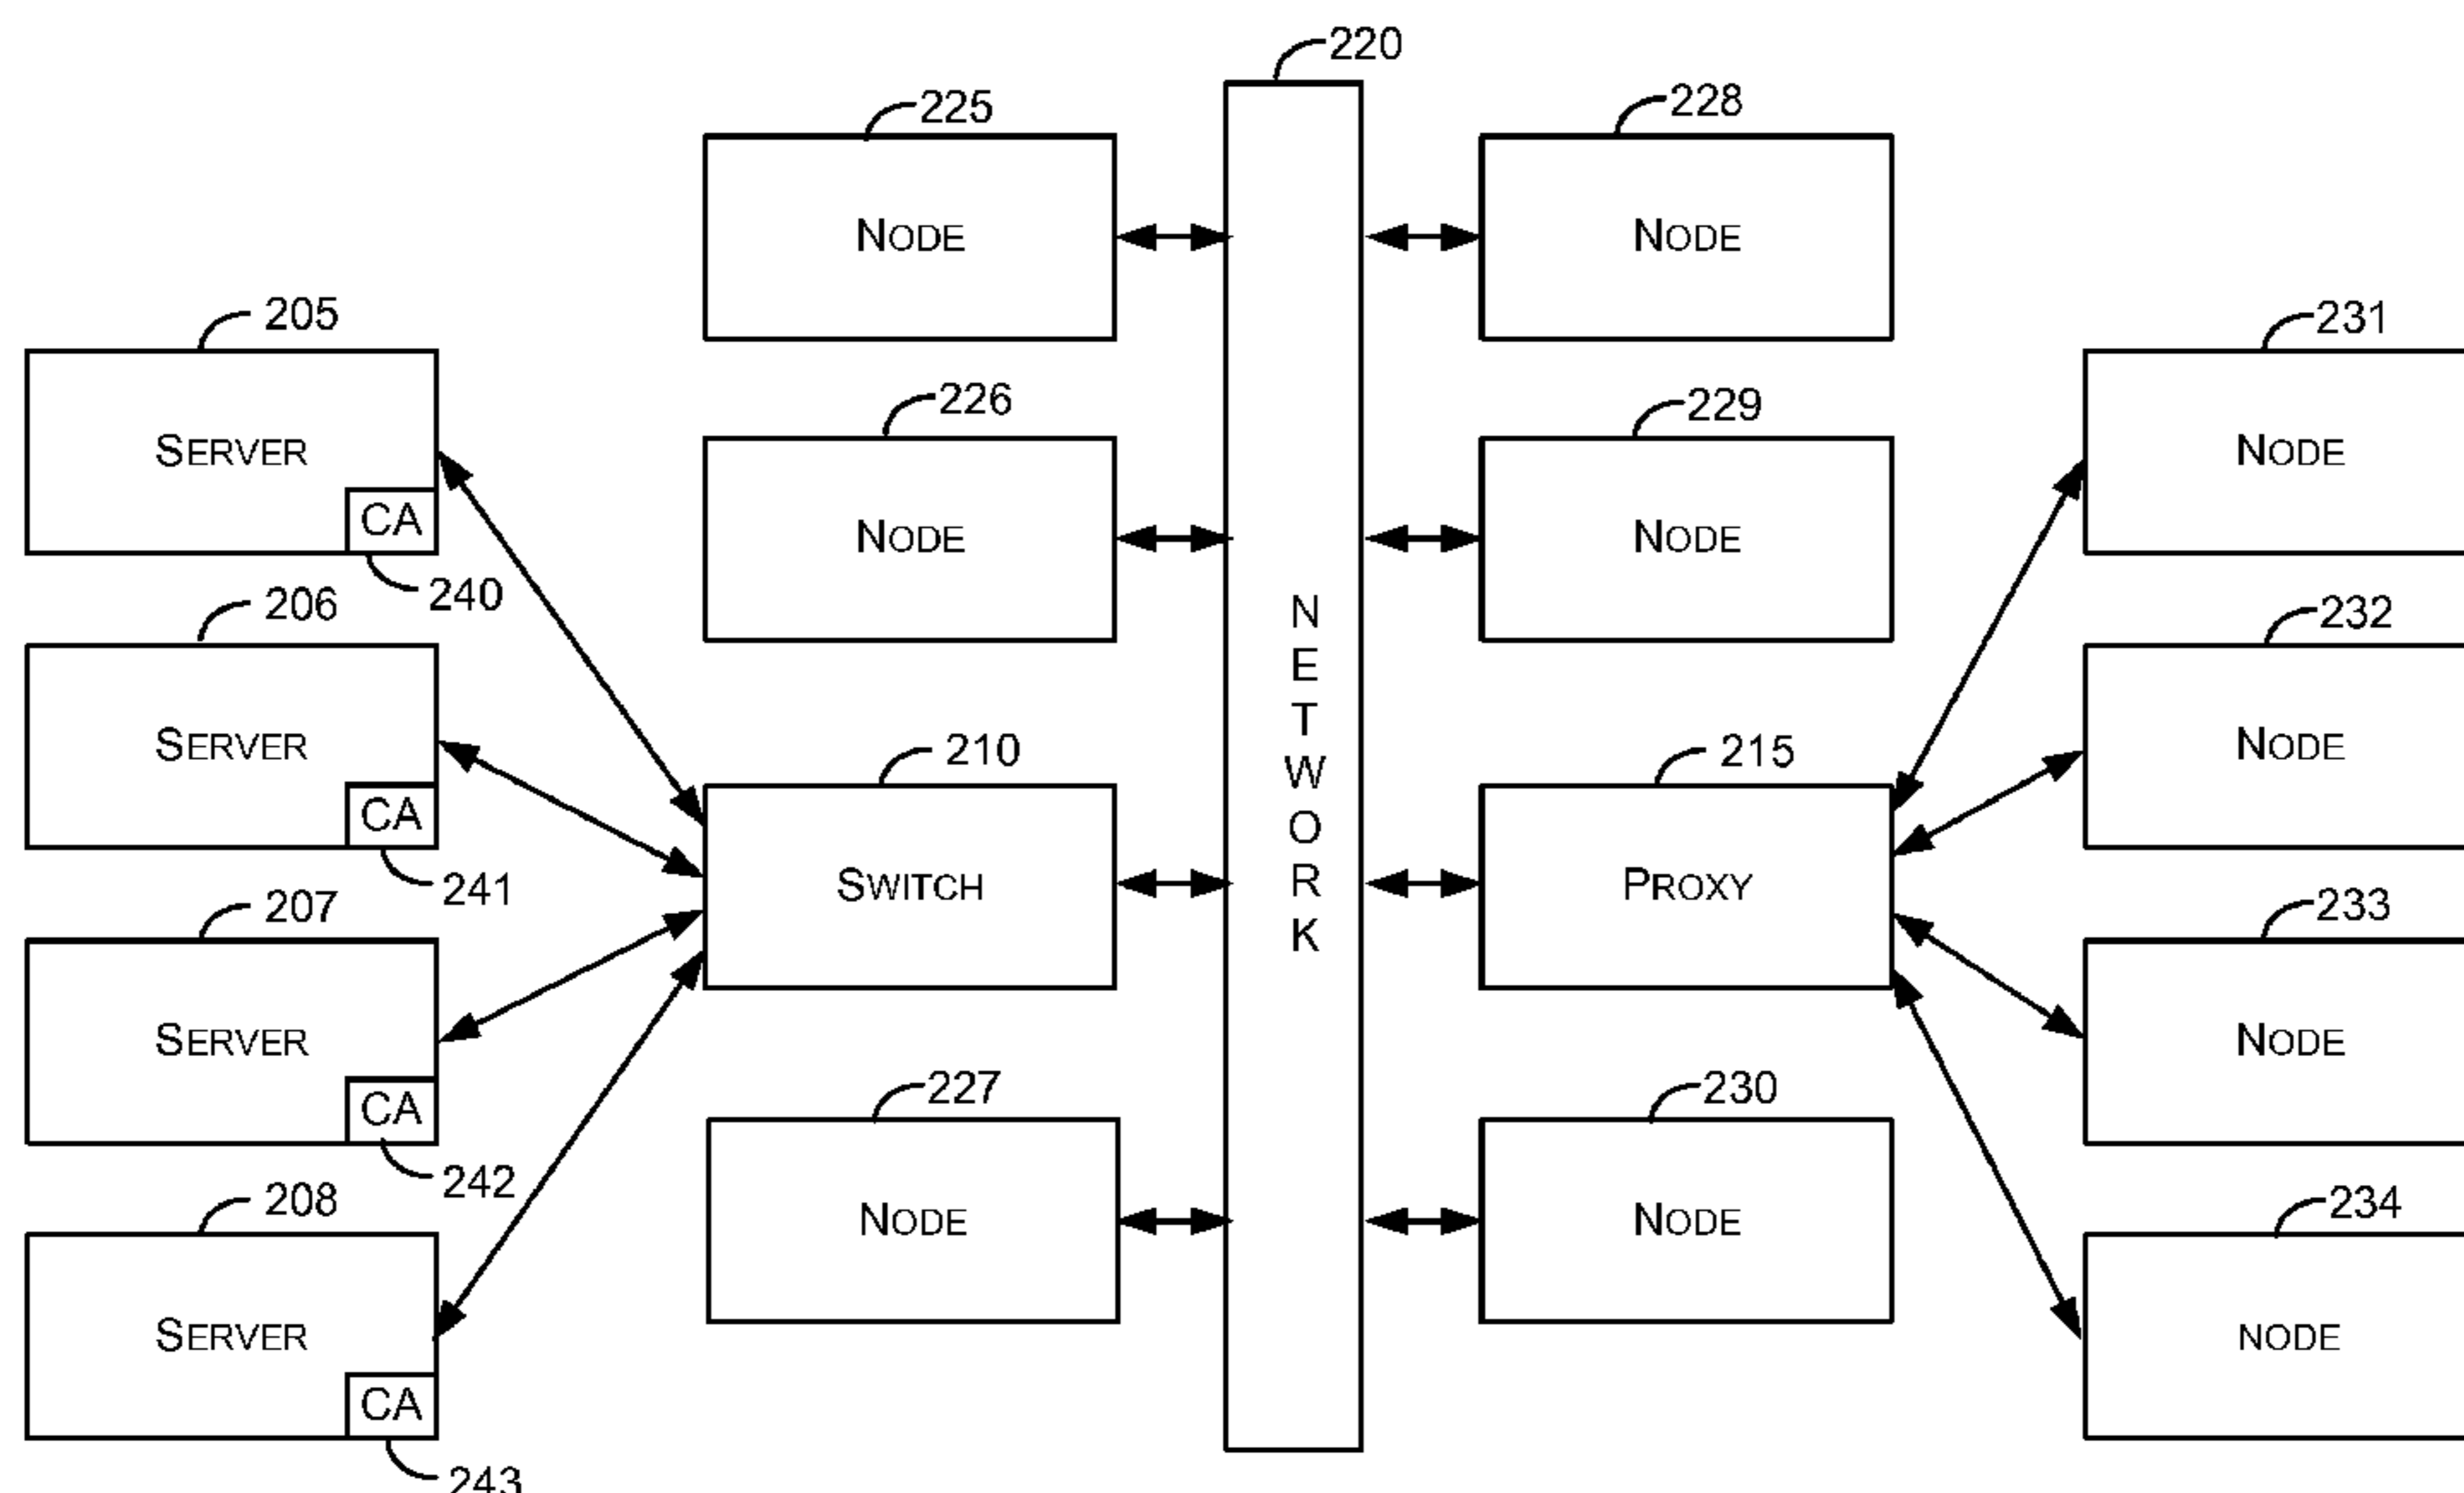 220
225
228
NODE
NODE
205
231
SERVER
CA
240
226
229
NODE
NODE
NODE
206
232
SERVER
CA
241
210
215
NODE
N
E
T
W
O
R
K
SWITCH
PROXY
207
233
SERVER
CA
242
NODE
227
230
NODE
NODE
208
234
SERVER
CA
243
NODE